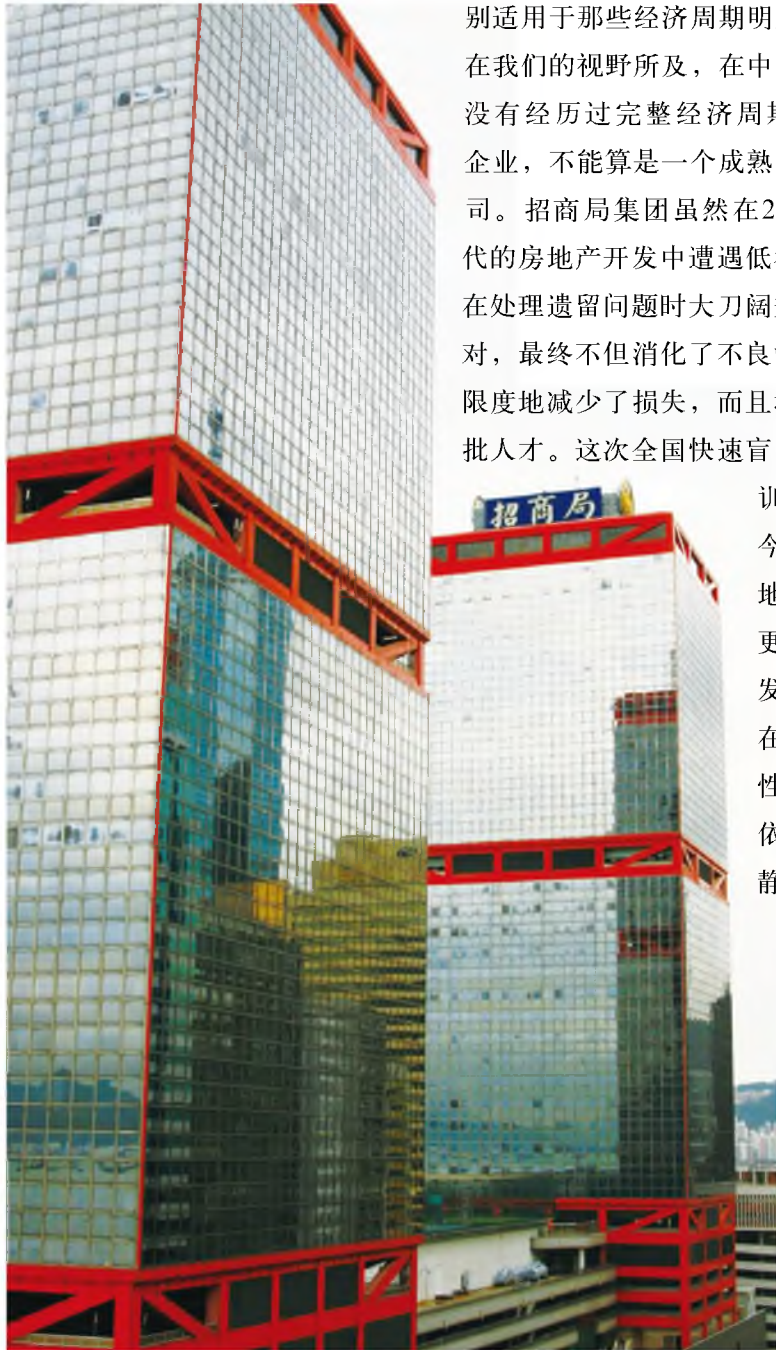 别适用于那些经济周期明
在我们的视野所及，在中
没有经历过完整经济周期
企业，不能算是一个成熟
司。招商局集团虽然在2
代的房地产开发中遭遇低
在处理遗留问题时大刀阔
对，最终不但消化了不良
限度地减少了损失，而且
批人才。这次全国快速盲
招商局
训
今
地
更
发
在
性
依
静